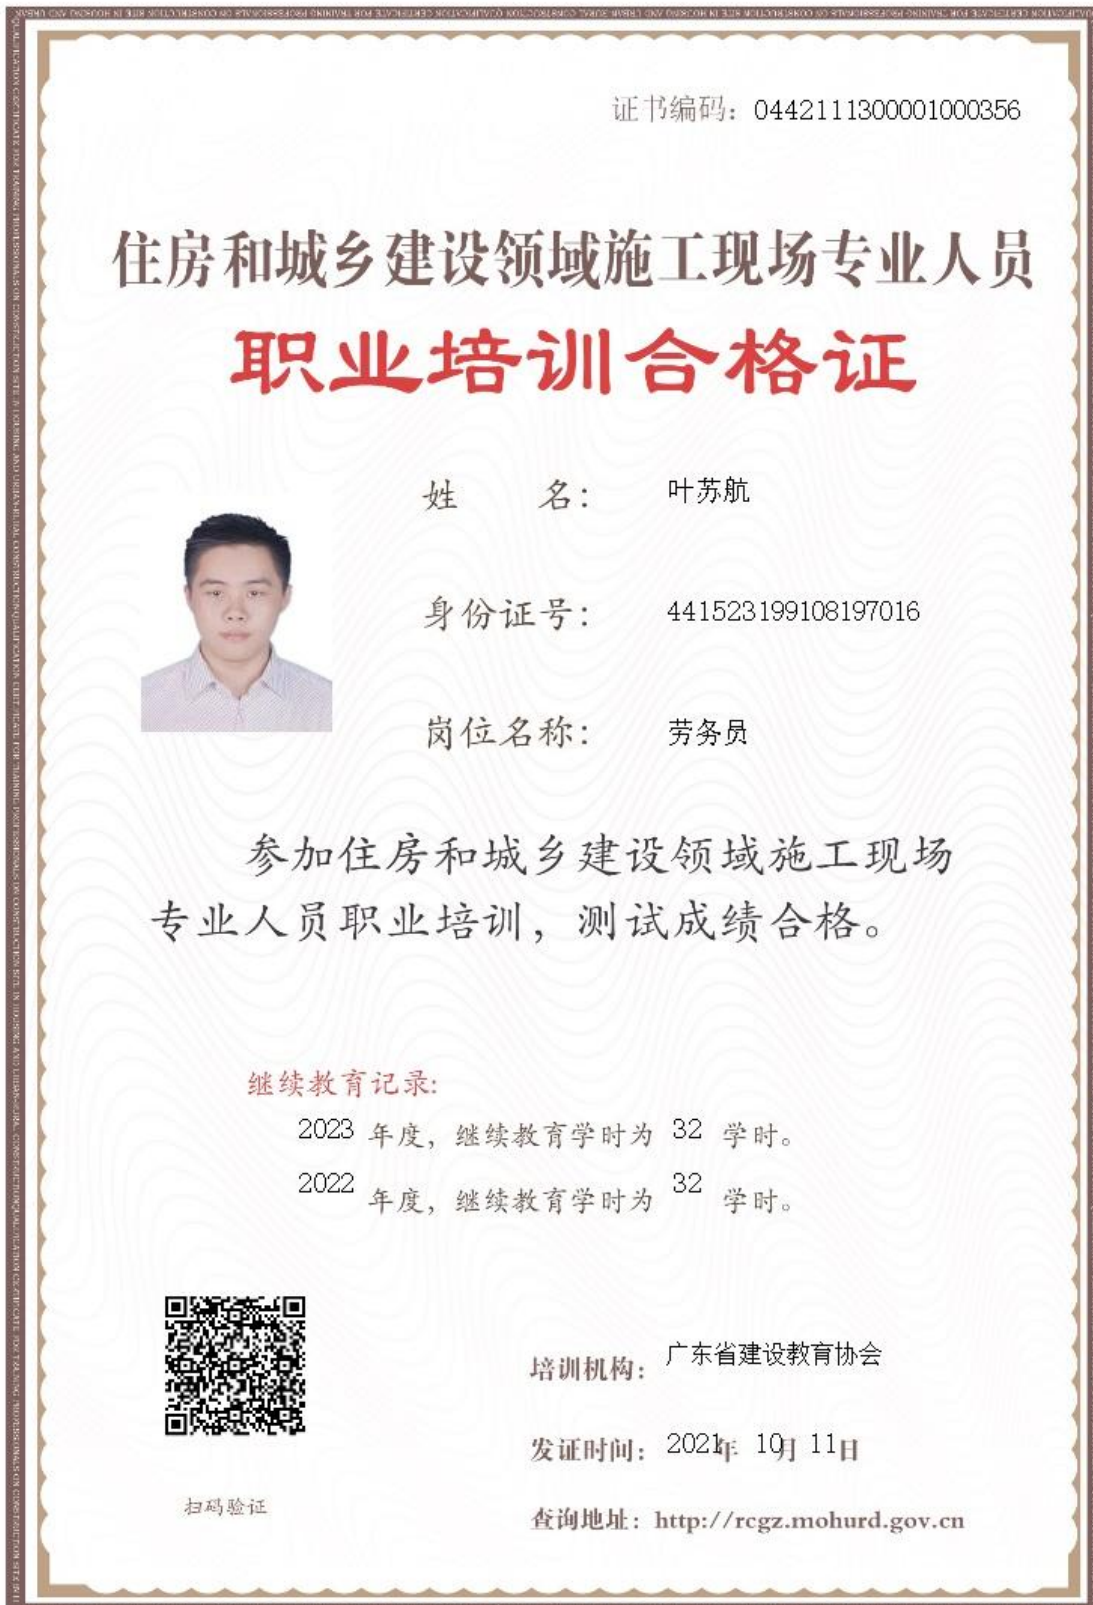 证书编码：0442111300001000356
住房和城乡建设领域施工现场专业人员
职业培训合格证
姓 名： 叶苏航
身份证号： 441523199108197016
岗位名称： 劳务员
参加住房和城乡建设领域施工现场
专业人员职业培训，测试成绩合格。
继续教育记录:
2023 年度，继续教育学时为 32 学时。
2022 年度，继续教育学时为 32 学时。
培训机构： 广东省建设教育协会
发证时间： 2021年 10月 11日
扫码验证
查询地址：http://rcgz.mohurd.gov.cn